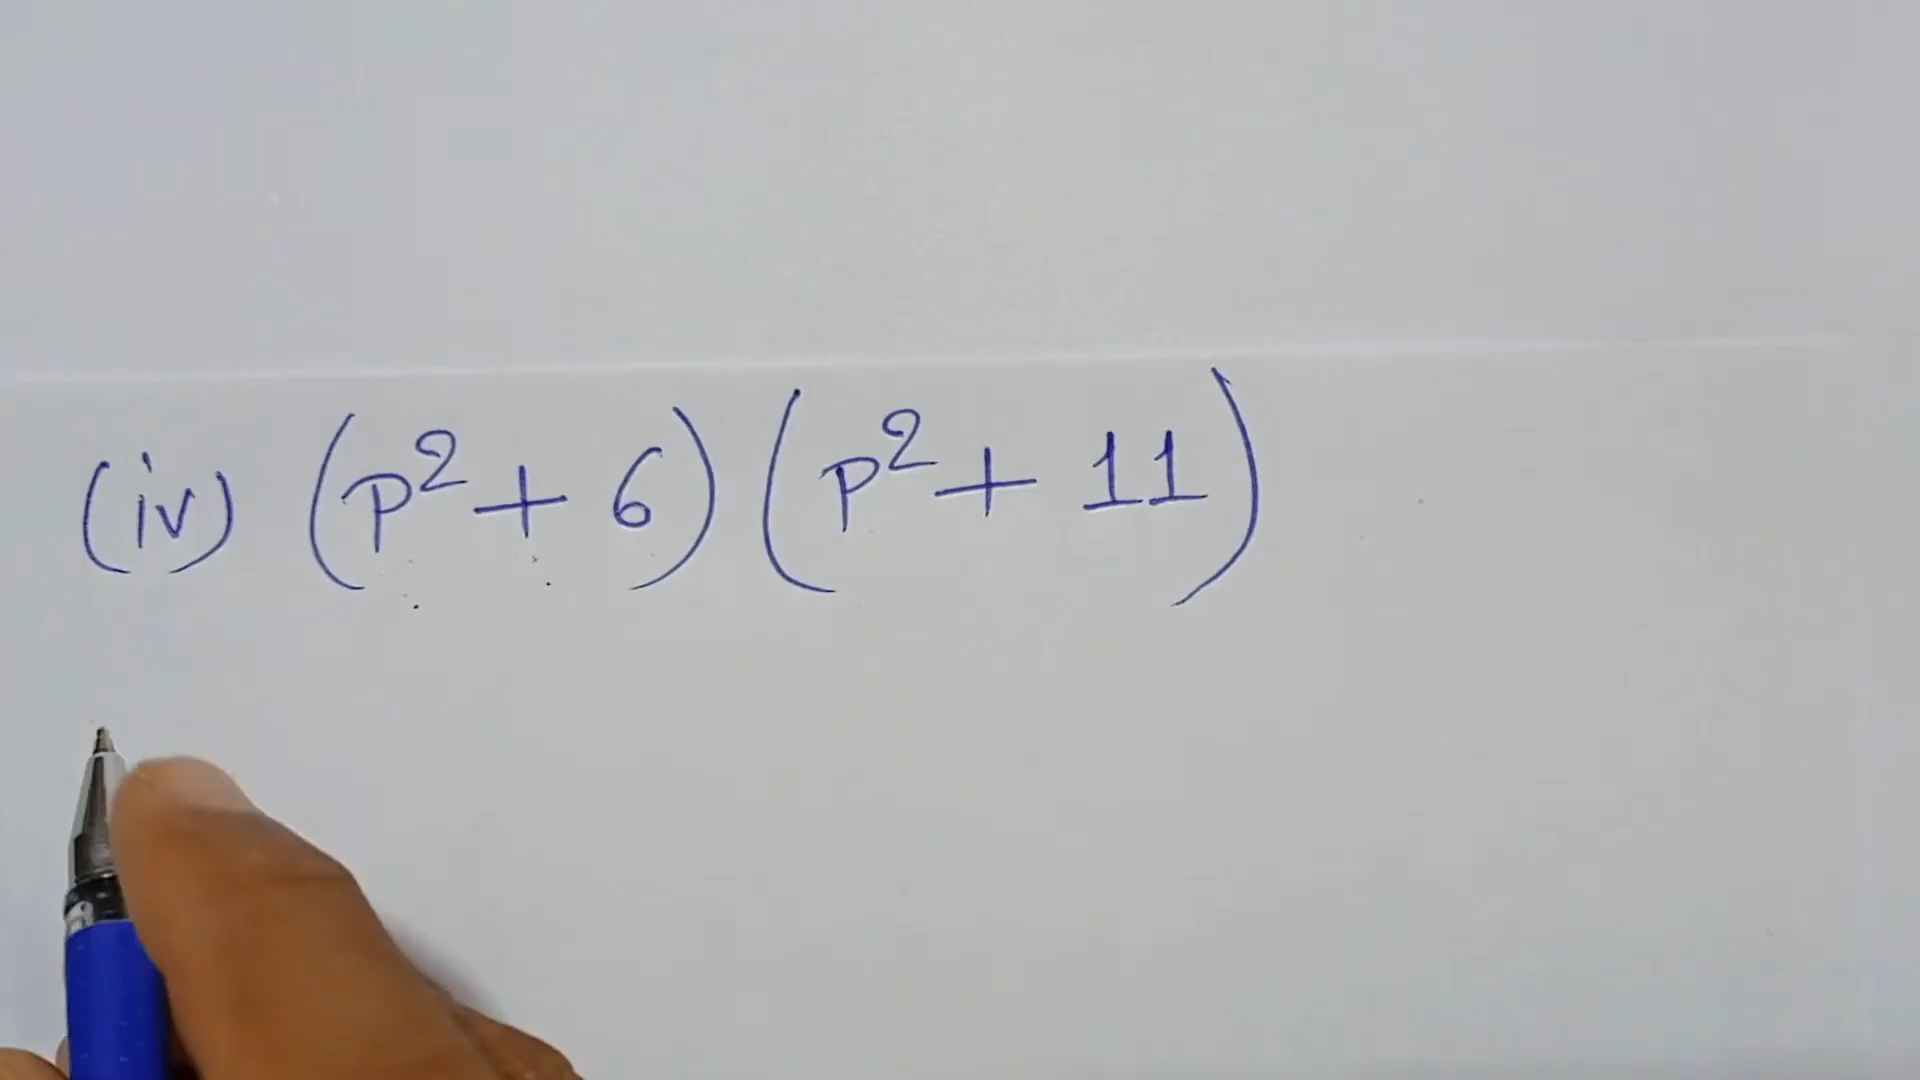 (iv) (p² + 6) (p² + 11)